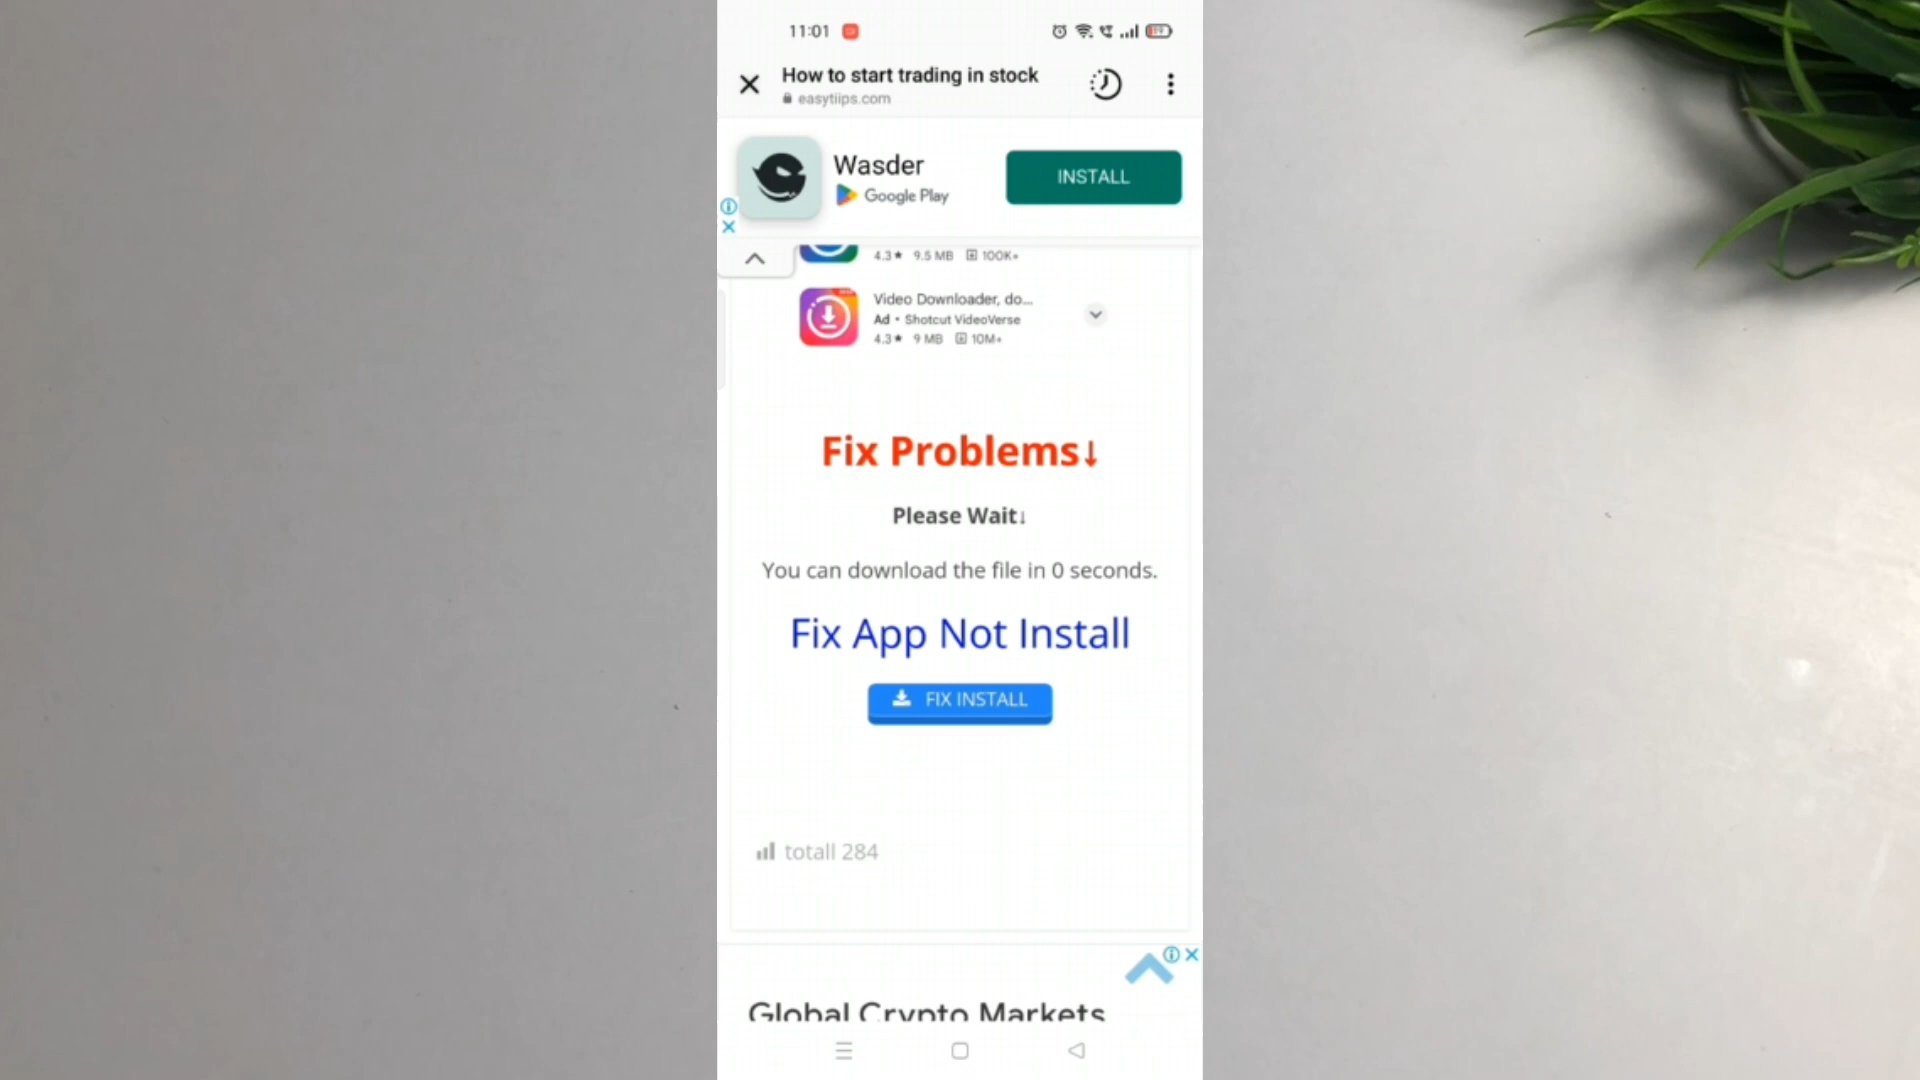 11:01
How to start trading in stock
easytiips.com
Wasder
Google Play
INSTALL
4.3★ 9.5 MB 100K+
Video Downloader, do...
Ad • Shotcut VideoVerse
4.3★ 9 MB 10M+
Fix Problems↓
Please Wait↓
You can download the file in 0 seconds.
Fix App Not Install
FIX INSTALL
totall 284
Global Crypto Markets